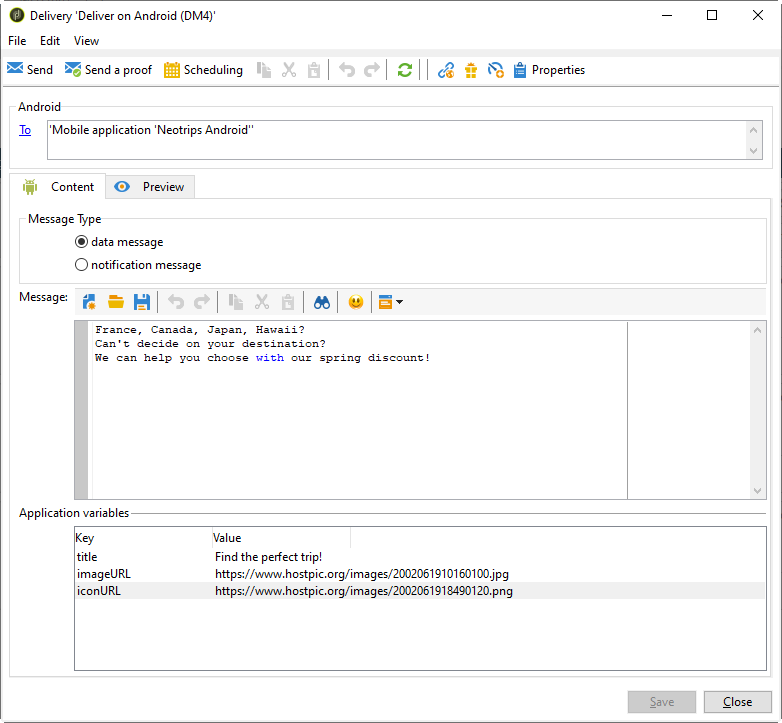 Delivery 'Deliver on Android (DM4)'
File Edit View
Send Send a proof Scheduling Properties
Android
To 'Mobile application 'Neotrips Android''
Content Preview
Message Type
data message
notification message
Message:
France, Canada, Japan, Hawaii?
Can't decide on your destination?
We can help you choose with our spring discount!
Application variables
Key Value
title Find the perfect trip!
imageURL https://www.hostpic.org/images/2002061910160100.jpg
iconURL https://www.hostpic.org/images/2002061918490120.png
Save Close